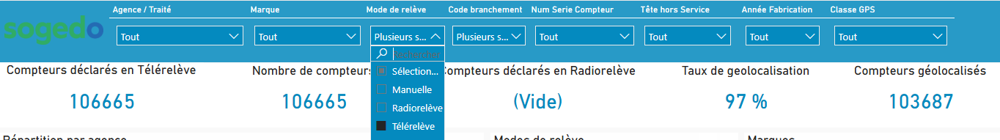 Agence / Traité Marque Mode de relève Code branchement Num Serie Compteur Tête hors Service Année Fabrication Classe GPS
sogedo
Tout Tout Plusieurs s... Plusieurs s... Tout Tout Tout Tout
Rechercher
Compteurs déclarés en Télérelève Nombre de compteurs Compteurs déclarés en Radiorelève Taux de geolocalisation Compteurs géolocalisés
Sélection...
Manuelle
106665 106665 (Vide) 97 % 103687
Radiorelève
Télérelève
Répartition par agence Modes de relève Marques